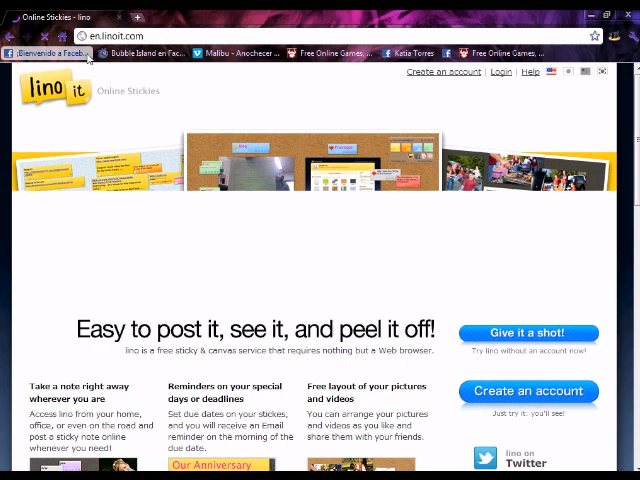 Online Stickies - lino
en.linoit.com
¡Bienvenido a Faceb...
Bubble Island en Fac...
Malibu - Anochecer ...
Free Online Games, ...
Katia Torres
Free Online Games, ...
Create an account
Login
Help
lino it
Online Stickies
Easy to post it, see it, and peel it off!
lino is a free sticky & canvas service that requires nothing but a Web browser.
Give it a shot!
Try lino without an account now!
Create an account
Just try it; you'll see!
Take a note right away
wherever you are
Access lino from your home,
office, or even on the road and
post a sticky note online
whenever you need!
Reminders on your special
days or deadlines
Set due dates on your stickes,
and you will receive an Email
reminder on the morning of the
due date.
Our Anniversary
Free layout of your pictures
and videos
You can arrange your pictures
and videos as you like and
share them with your friends.
lino on
Twitter